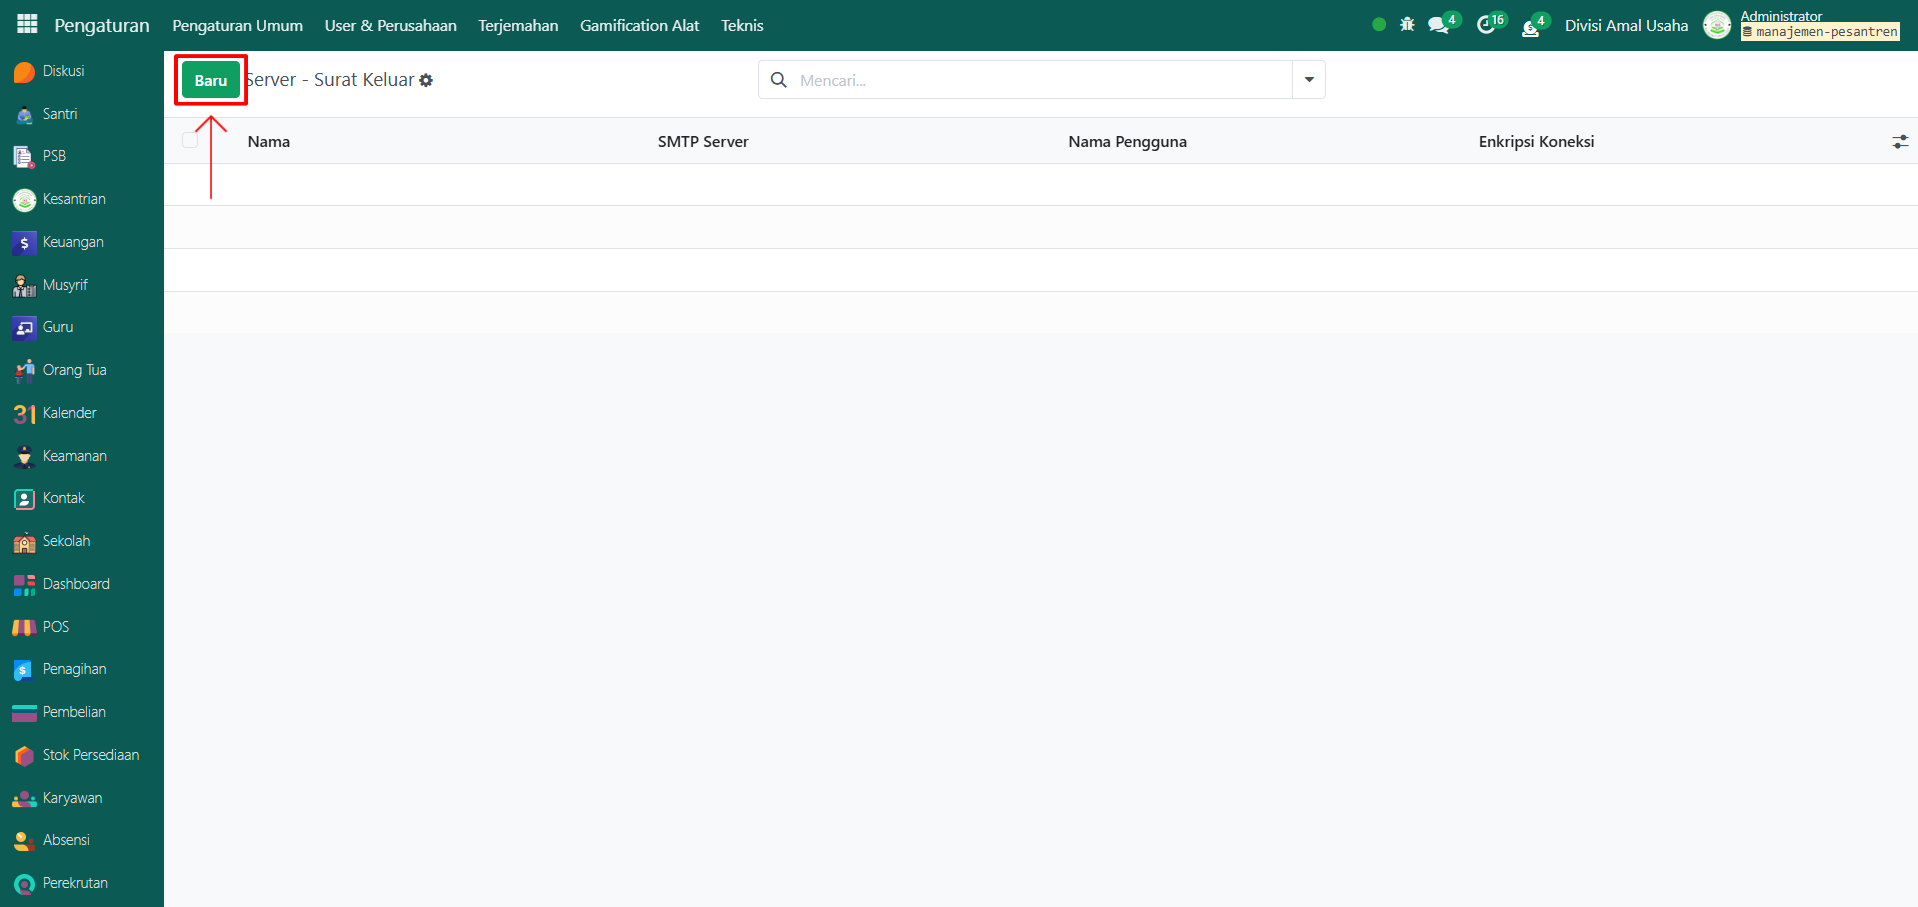 Pengaturan Pengaturan Umum User & Perusahaan Terjemahan Gamification Alat Teknis 4 16 4 Divisi Amal Usaha Administrator
manajemen-pesantren
Baru Server - Surat Keluar Mencari...
Nama SMTP Server Nama Pengguna Enkripsi Koneksi
Diskusi
Santri
PSB
Kesantrian
Keuangan
Musyrif
Guru
Orang Tua
31 Kalender
Keamanan
Kontak
Sekolah
Dashboard
POS
Penagihan
Pembelian
Stok Persediaan
Karyawan
Absensi
Perekrutan